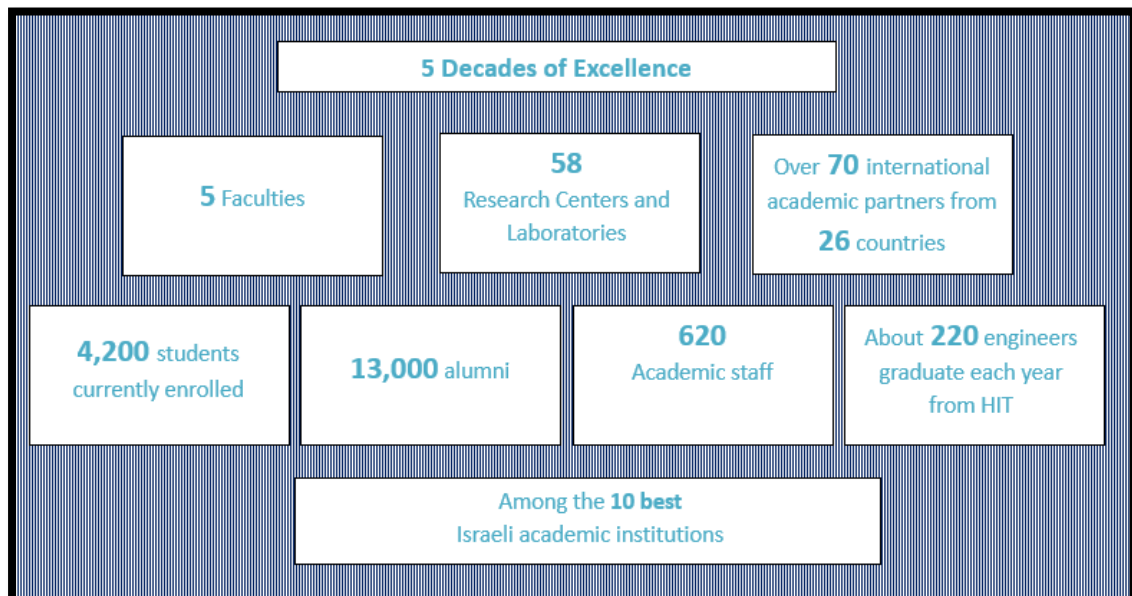 5 Decades of Excellence
5 Faculties
58
Research Centers and
Laboratories
Over 70 international
academic partners from
26 countries
4,200 students
currently enrolled
13,000 alumni
620
Academic staff
About 220 engineers
graduate each year
from HIT
Among the 10 best
Israeli academic institutions